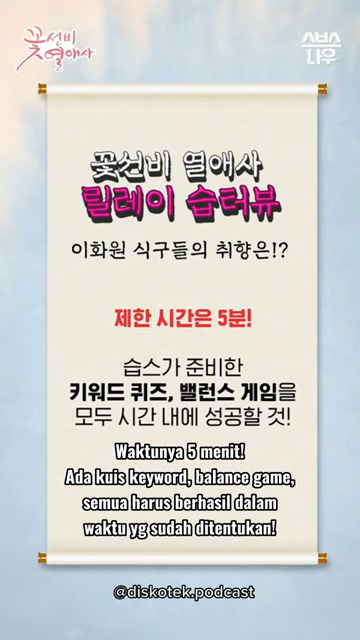 꽃선비
열애사
스브스
나우
꽃선비 열애사
릴레이 습터뷰
이화원 식구들의 취향은!?
제한 시간은 5분!
습스가 준비한
키워드 퀴즈, 밸런스 게임을
모두 시간 내에 성공할 것!
Waktunya 5 menit!
Ada kuis keyword, balance game,
semua harus berhasil dalam
waktu yg sudah ditentukan!
@diskotek.podcast